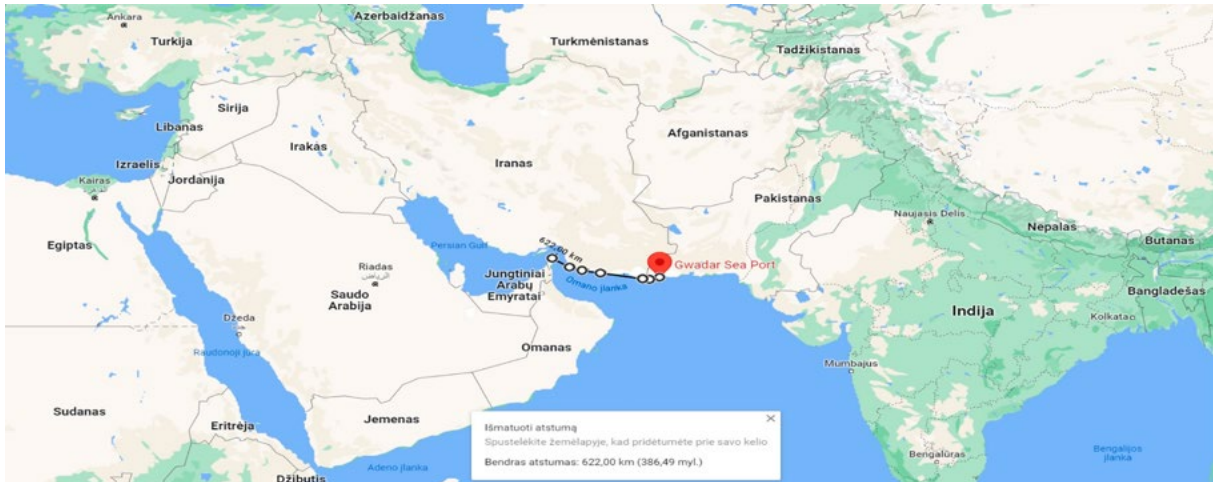 Ankara
Azerbaidžanas
Turkija
Turkmėnistanas
Tadžikistanas
Sirija
Libanas
Afganistanas
Irakas
Iranas
Izraelis
Jordanija
Kairas
Pakistanas
Naujasis Delis
Nepalas
Butanas
Egiptas
Persian Gulf
622,00 km
Gwadar Sea Port
Riadas
الرياض
Jungtiniai
Arabų
Emyratai
Omano įlanka
Bangladešas
Saudo
Arabija
Džeda
Indija
Kolkata
Raudonoji jūra
Omanas
Mumbajus
Sudanas
Jemenas
Eritrėja
Išmatuoti atstumą
Spustelėkite žemėlapyje, kad pridėtumėte prie savo kelio
Bendras atstumas: 622,00 km (386,49 myl.)
Bengalijos
įlanka
Bengalūras
Adeno įlanka
Džibutis